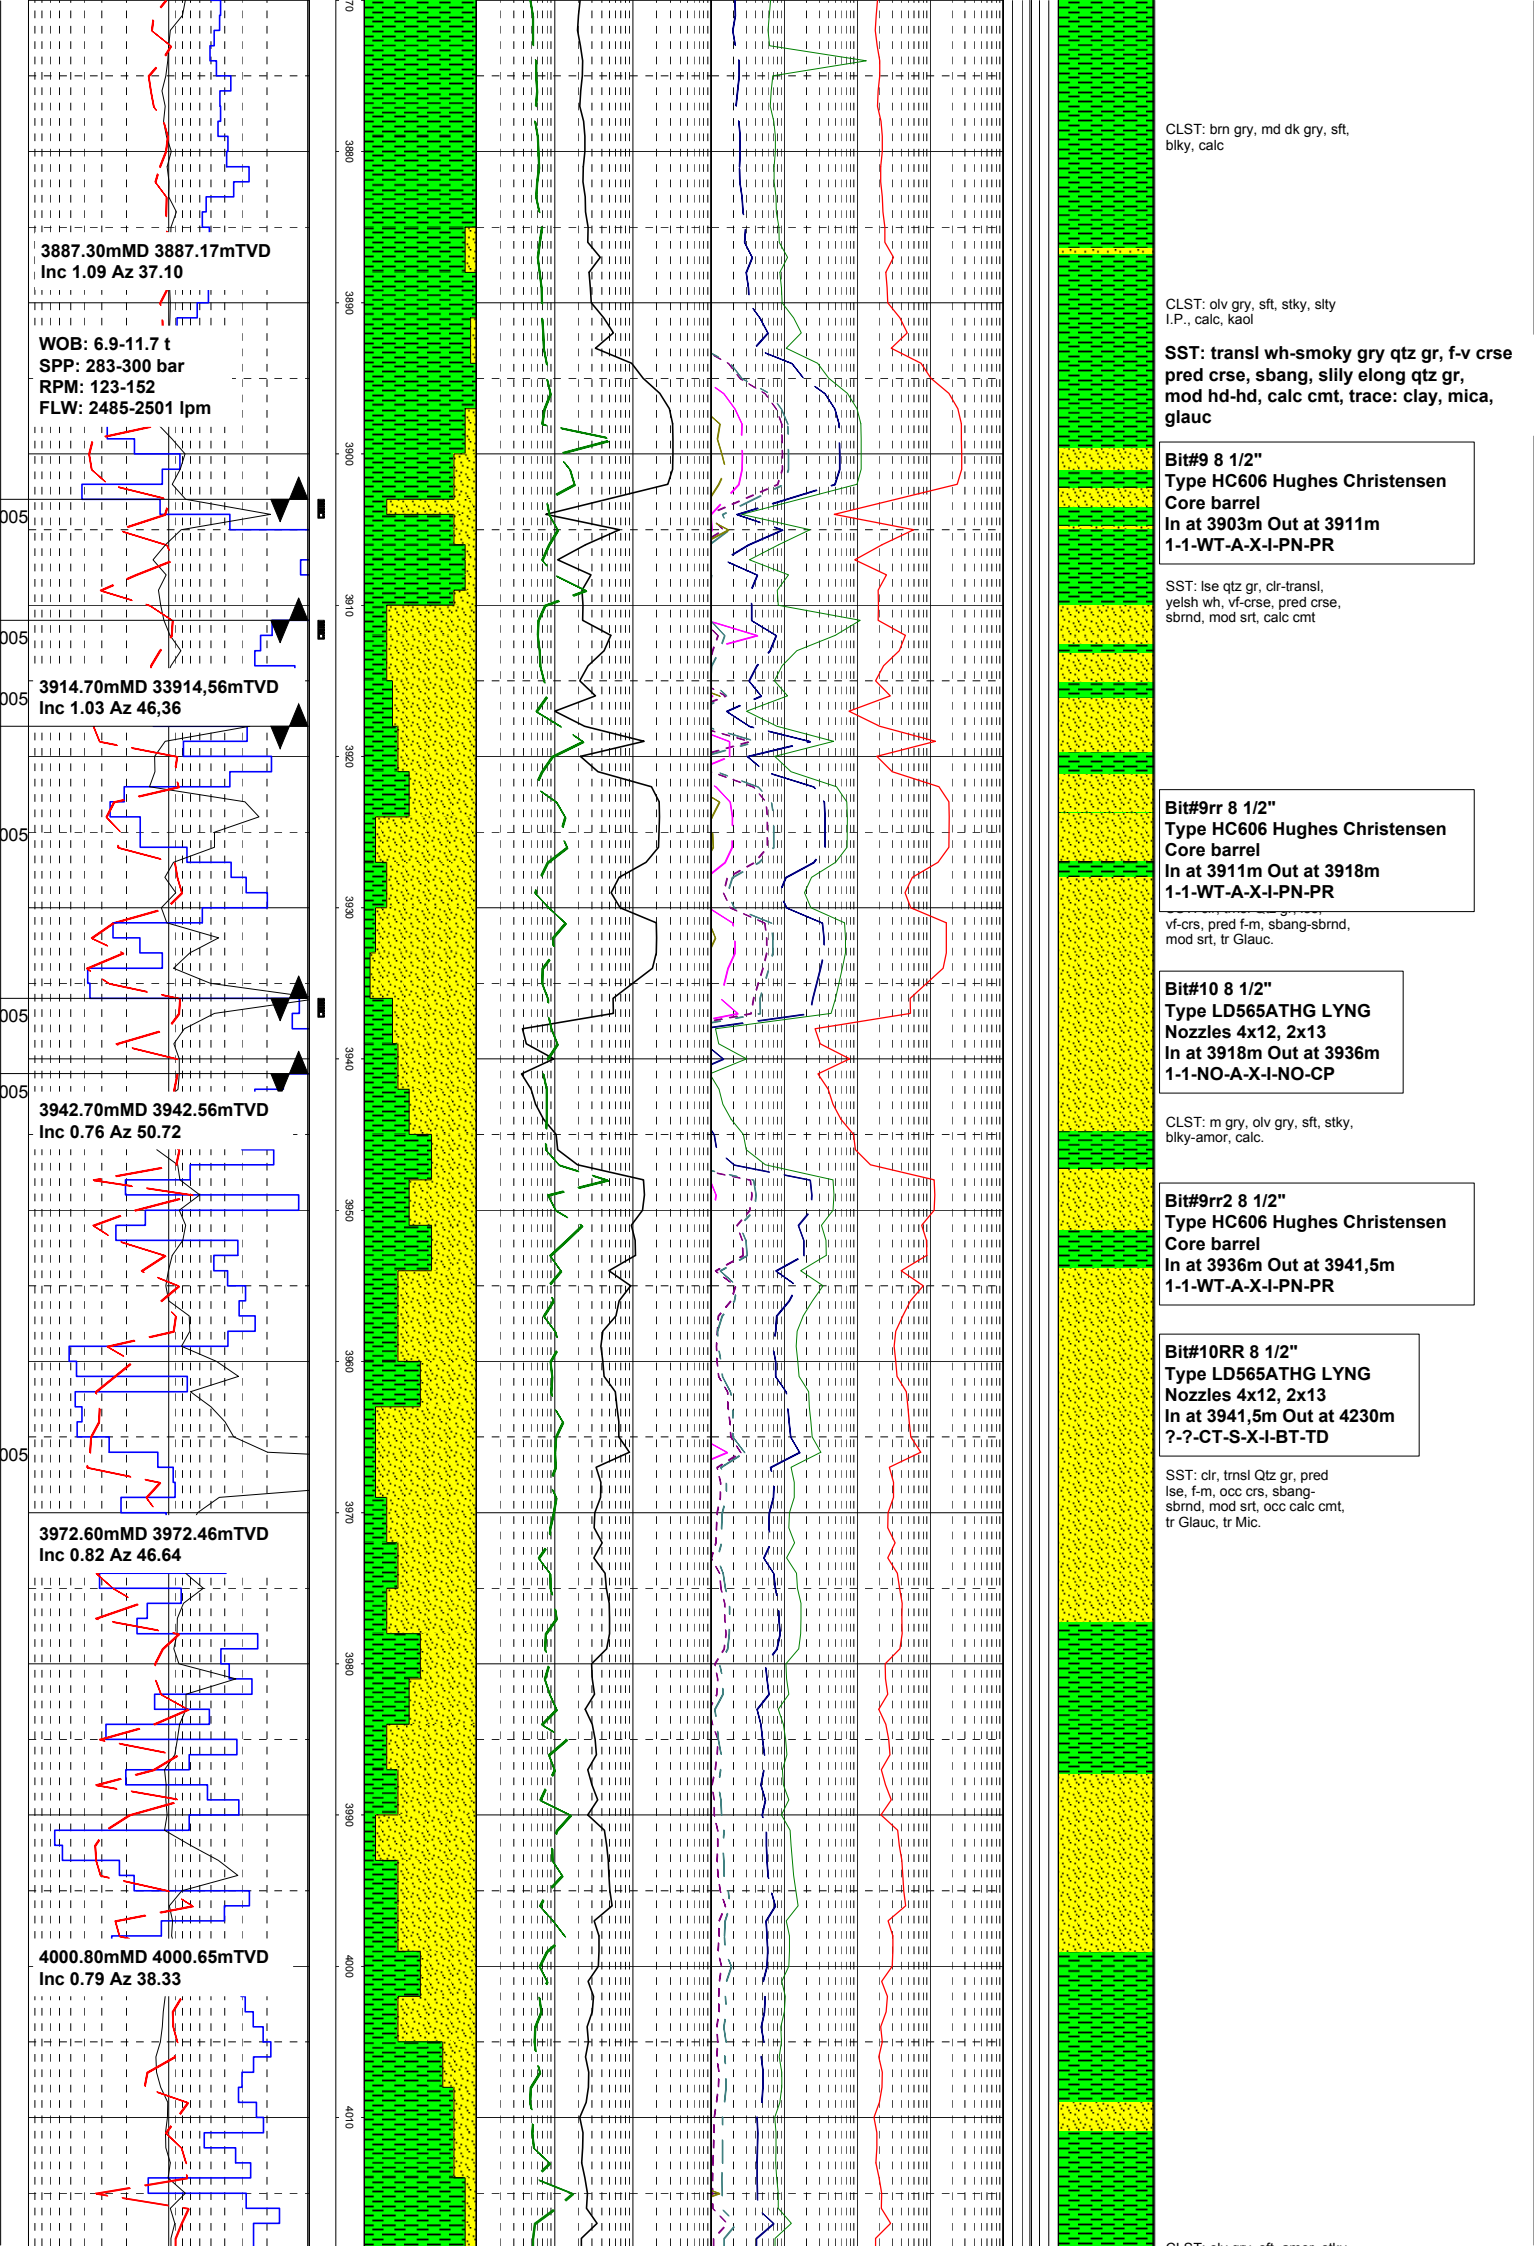 70
CLST: brn gry, md dk gry, sft,
blky, calc
3880
3887.30mMD 3887.17mTVD
Inc 1.09 Az 37.10
3890
CLST: olv gry, sft, stky, slty
I.P., calc, kaol
WOB: 6.9-11.7 t
SPP: 283-300 bar
RPM: 123-152
FLW: 2485-2501 lpm
SST: transl wh-smoky gry qtz gr, f-v crse
pred crse, sbang, slily elong qtz gr,
mod hd-hd, calc cmt, trace: clay, mica,
glauc
3900
Bit#9 8 1/2"
Type HC606 Hughes Christensen
Core barrel
In at 3903m Out at 3911m
1-1-WT-A-X-I-PN-PR
005
SST: lse qtz gr, clr-transl,
yelsh wh, vf-crse, pred crse,
sbrnd, mod srt, calc cmt
3910
005
3914.70mMD 33914,56mTVD
Inc 1.03 Az 46,36
005
3920
Bit#9rr 8 1/2"
Type HC606 Hughes Christensen
Core barrel
In at 3911m Out at 3918m
1-1-WT-A-X-I-PN-PR
005
3930
vf-crs, pred f-m, sbang-sbrnd,
mod srt, tr Glauc.
Bit#10 8 1/2"
Type LD565ATHG LYNG
Nozzles 4x12, 2x13
In at 3918m Out at 3936m
1-1-NO-A-X-I-NO-CP
005
3940
005
3942.70mMD 3942.56mTVD
Inc 0.76 Az 50.72
CLST: m gry, olv gry, sft, stky,
blky-amor, calc.
3950
Bit#9rr2 8 1/2"
Type HC606 Hughes Christensen
Core barrel
In at 3936m Out at 3941,5m
1-1-WT-A-X-I-PN-PR
3960
Bit#10RR 8 1/2"
Type LD565ATHG LYNG
Nozzles 4x12, 2x13
In at 3941,5m Out at 4230m
?-?-CT-S-X-I-BT-TD
005
SST: clr, trnsl Qtz gr, pred
lse, f-m, occ crs, sbang-
sbrnd, mod srt, occ calc cmt,
tr Glauc, tr Mic.
3970
3972.60mMD 3972.46mTVD
Inc 0.82 Az 46.64
3980
3990
4000.80mMD 4000.65mTVD
Inc 0.79 Az 38.33
4000
4010